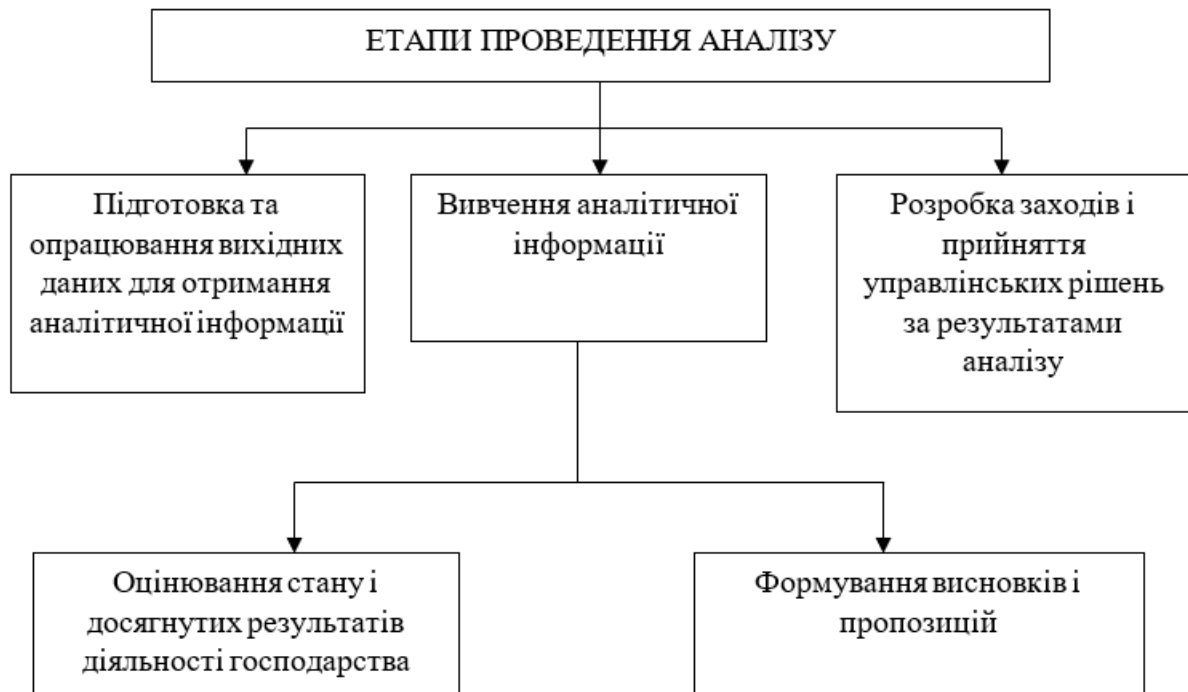 ЕТАПИ ПРОВЕДЕННЯ АНАЛІЗУ
Підготовка та
опрацювання вихідних
даних для отримання
аналітичної інформації
Вивчення аналітичної
інформації
Розробка заходів і
прийняття
управлінських рішень
за результатами
аналізу
Оцінювання стану і
досягнутих результатів
діяльності господарства
Формування висновків і
пропозицій